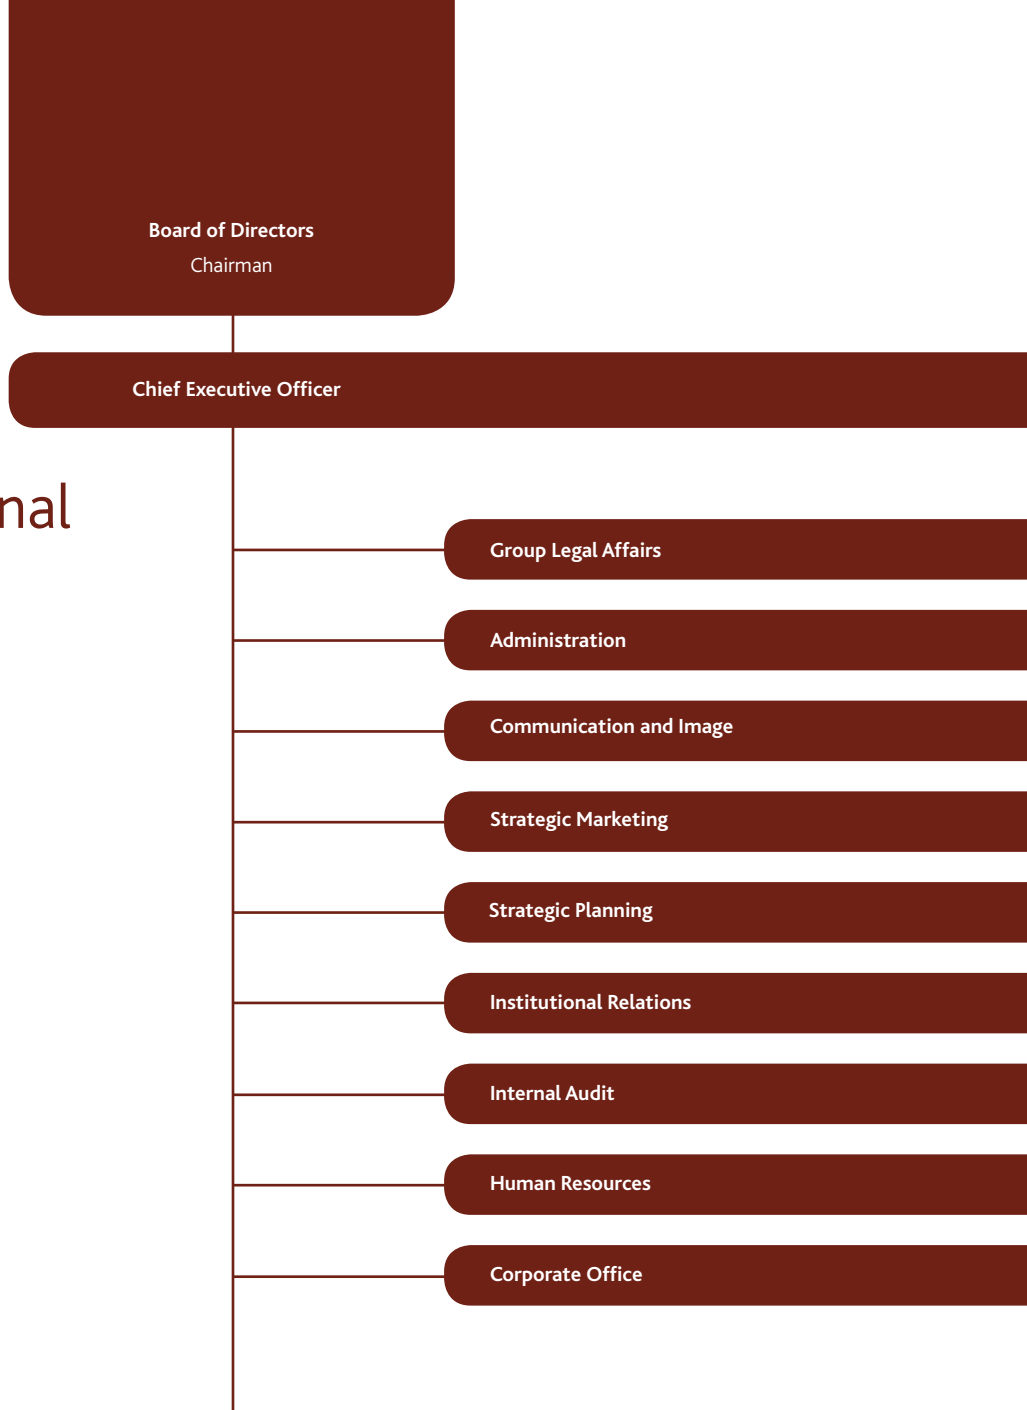 Board of Directors
Chairman
Chief Executive Officer
nal
Group Legal Affairs
Administration
Communication and Image
Strategic Marketing
Strategic Planning
Institutional Relations
Internal Audit
Human Resources
Corporate Office